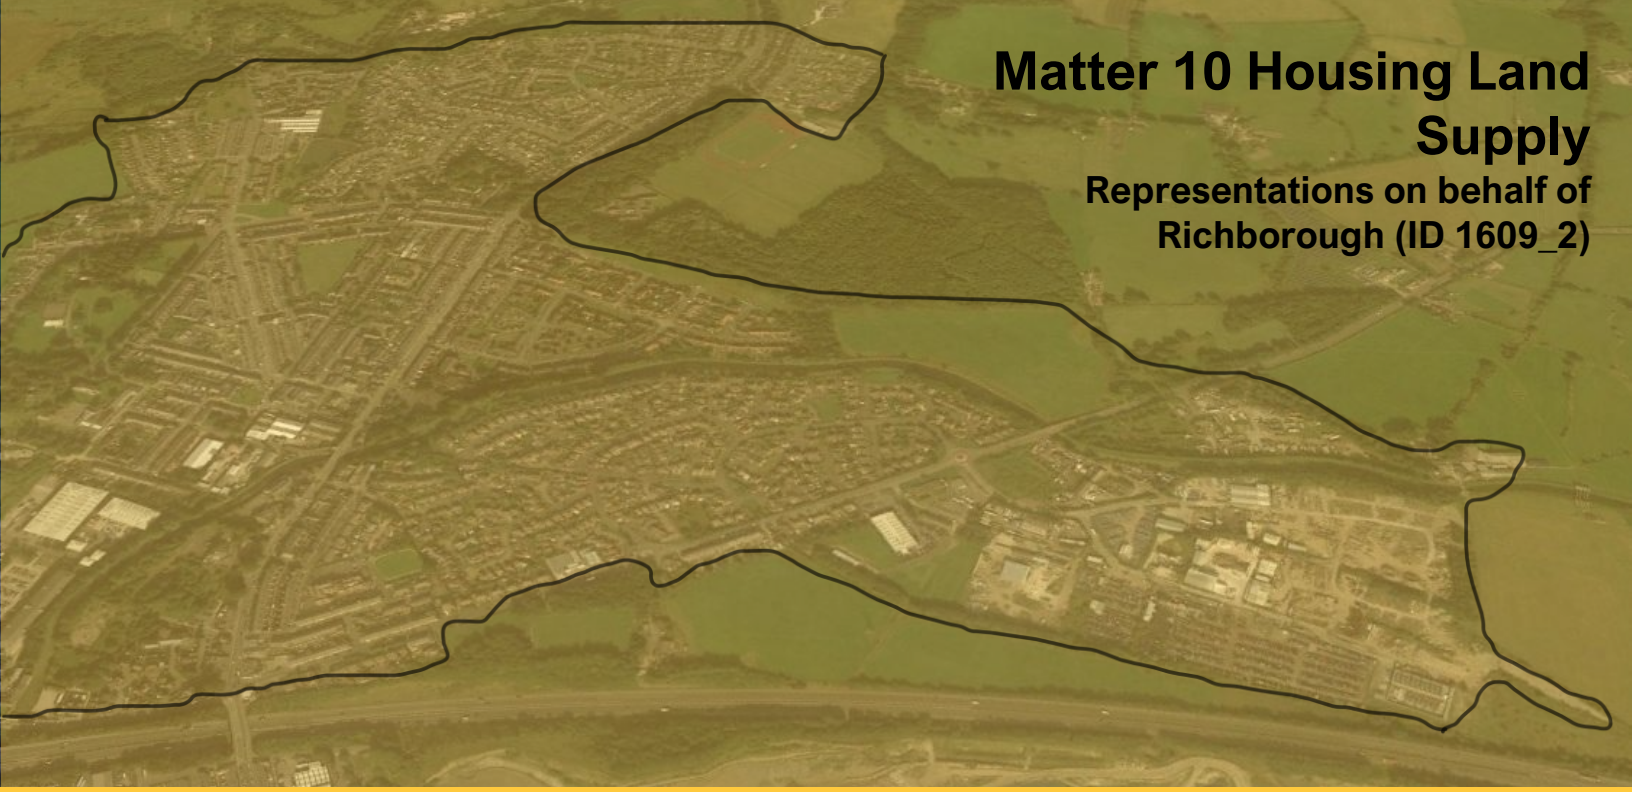 Matter 10 Housing Land
Supply
Representations on behalf of
Richborough (ID 1609_2)